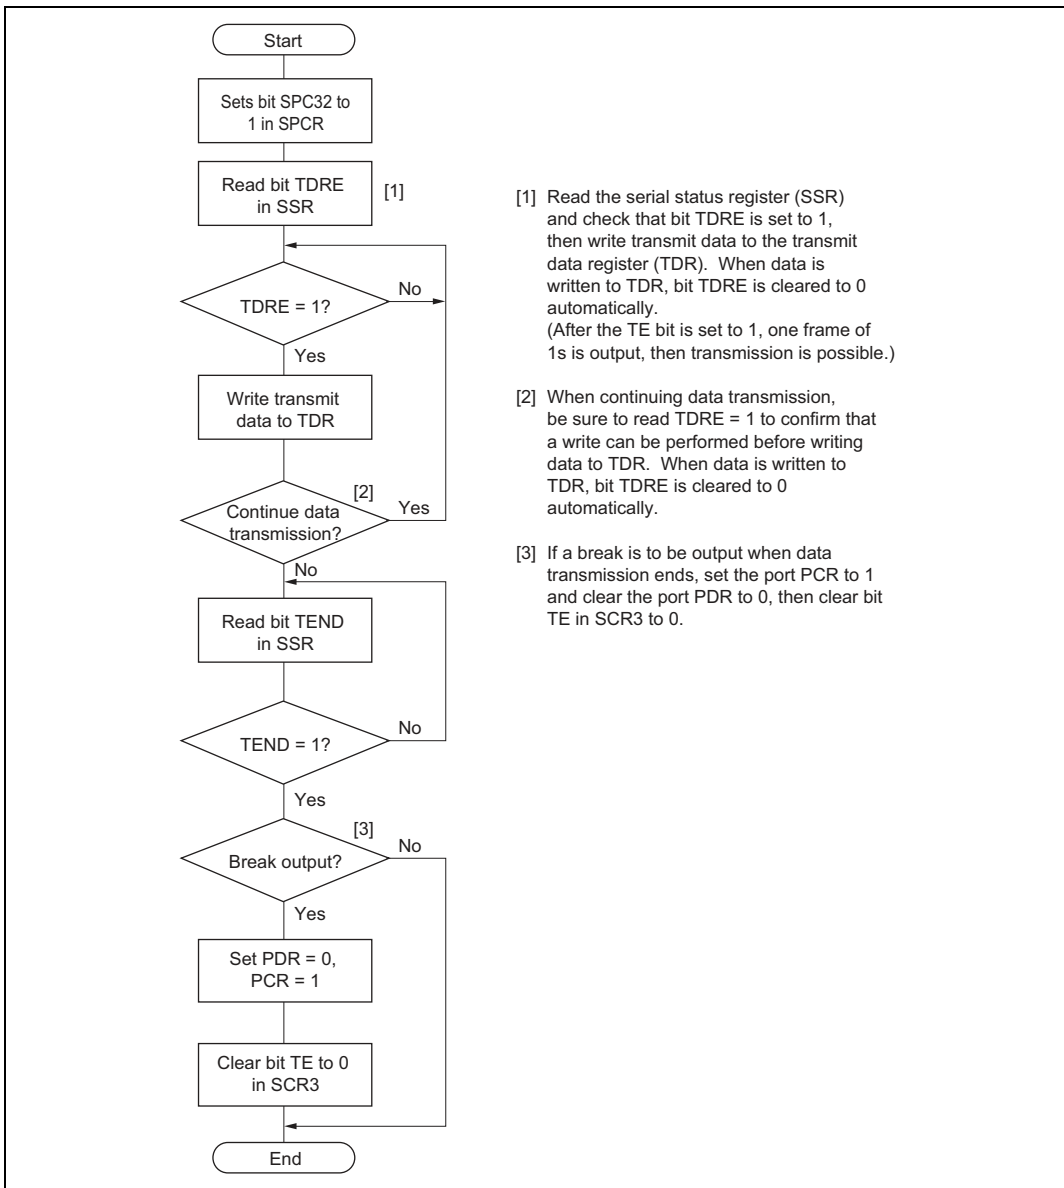 Start
Sets bit SPC32 to
1 in SPCR
Read bit TDRE
in SSR
[1]
TDRE = 1?
No
Yes
Write transmit
data to TDR
[2]
Continue data
transmission?
Yes
No
Read bit TEND
in SSR
TEND = 1?
No
Yes
[3]
Break output?
No
Yes
Set PDR = 0,
PCR = 1
Clear bit TE to 0
in SCR3
End
[1] Read the serial status register (SSR)
and check that bit TDRE is set to 1,
then write transmit data to the transmit
data register (TDR). When data is
written to TDR, bit TDRE is cleared to 0
automatically.
(After the TE bit is set to 1, one frame of
1s is output, then transmission is possible.)
[2] When continuing data transmission,
be sure to read TDRE = 1 to confirm that
a write can be performed before writing
data to TDR. When data is written to
TDR, bit TDRE is cleared to 0
automatically.
[3] If a break is to be output when data
transmission ends, set the port PCR to 1
and clear the port PDR to 0, then clear bit
TE in SCR3 to 0.